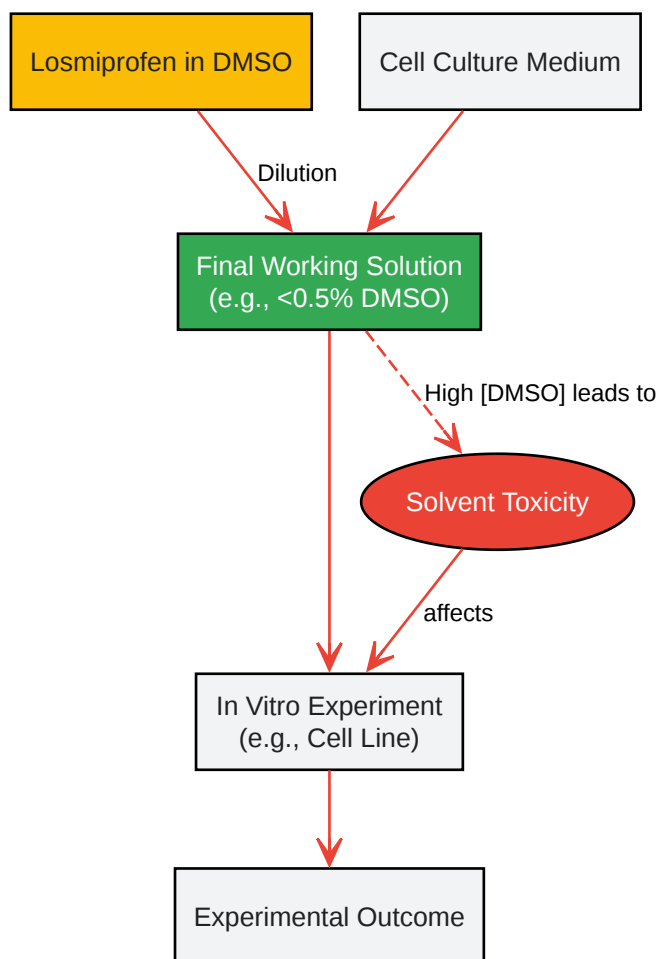 Losmiprofen in DMSO
Cell Culture Medium
Dilution
Final Working Solution
(e.g., <0.5% DMSO)
High [DMSO] leads to
Solvent Toxicity
affects
In Vitro Experiment
(e.g., Cell Line)
Experimental Outcome